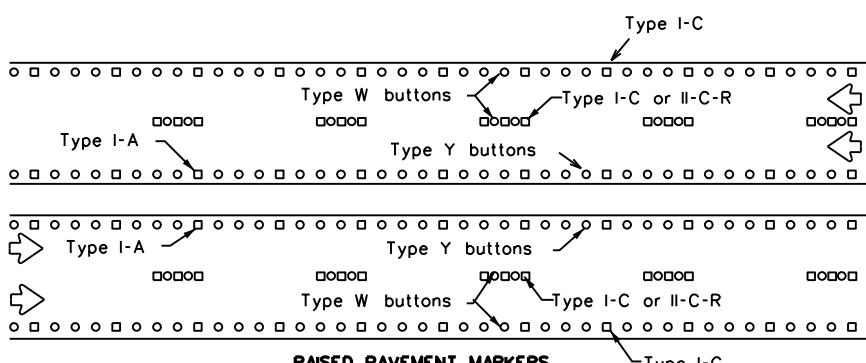 Type I-C
Type W buttons
Type I-C or II-C-R
Type I-A
Type Y buttons
Type I-A
Type Y buttons
Type W buttons
Type I-C or II-C-R
RAISED PAVEMENT MARKERS
Type I-C